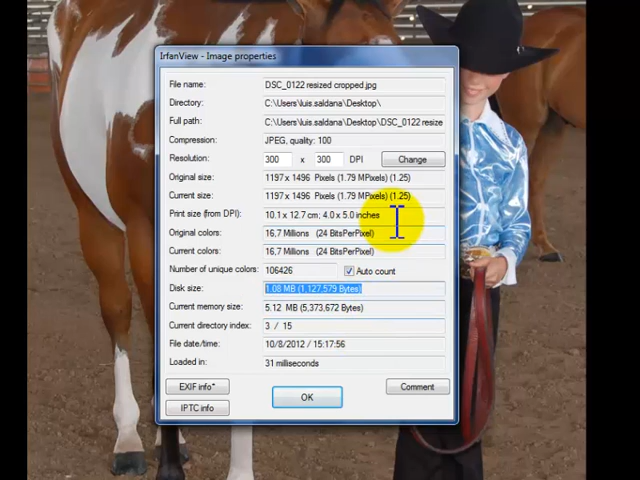 IrfanView - Image properties
File name: DSC_0122 resized cropped.jpg
Directory: C:\Users\luis.saldana\Desktop\
Full path: C:\Users\luis.saldana\Desktop\DSC_0122 resize
Compression: JPEG, quality: 100
Resolution: 300 x 300 DPI Change
Original size: 1197 x 1496 Pixels (1.79 MPixels) (1.25)
Current size: 1197 x 1496 Pixels (1.79 MPixels) (1.25)
Print size (from DPI): 10.1 x 12.7 cm; 4.0 x 5.0 inches
Original colors: 16,7 Millions (24 BitsPerPixel)
Current colors: 16,7 Millions (24 BitsPerPixel)
Number of unique colors: 106426 Auto count
Disk size: 1.08 MB (1,127,579 Bytes)
Current memory size: 5.12 MB (5,373,672 Bytes)
Current directory index: 3 / 15
File date/time: 10/8/2012 / 15:17:56
Loaded in: 31 milliseconds
EXIF info* OK Comment
IPTC info